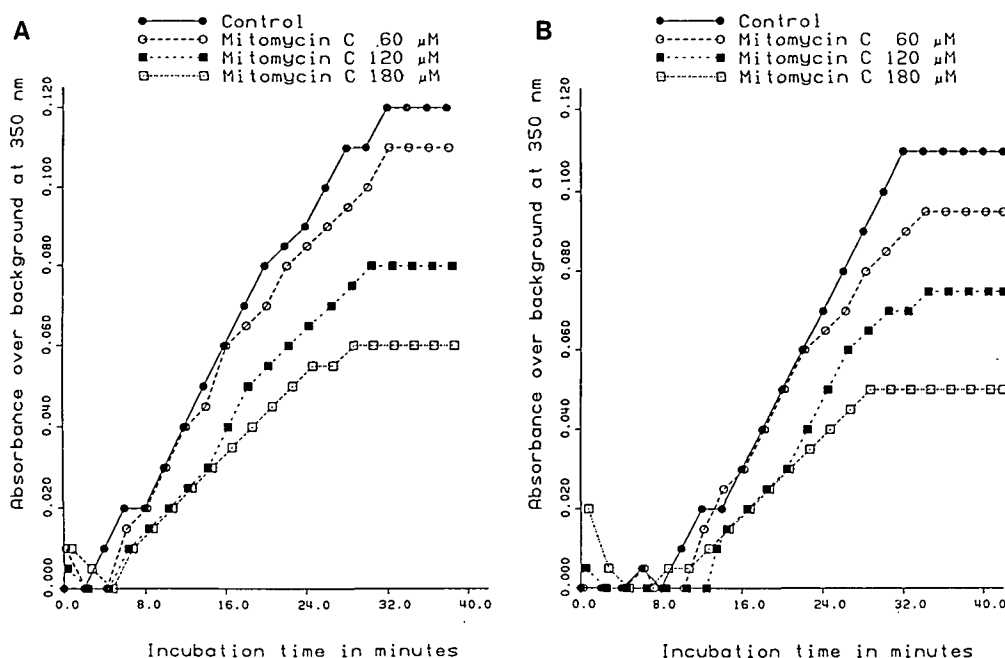 A
Control
Mitomycin C 60 μM
Mitomycin C 120 μM
Mitomycin C 180 μM
Absorbance over background at 350 nm
0.120
0.100
0.080
0.060
0.040
0.020
0.000
0.0 8.0 16.0 24.0 32.0 40.0
Incubation time in minutes
B
Control
Mitomycin C 60 μM
Mitomycin C 120 μM
Mitomycin C 180 μM
Absorbance over background at 350 nm
0.120
0.100
0.080
0.060
0.040
0.020
0.000
0.0 8.0 16.0 24.0 32.0 40.0
Incubation time in minutes